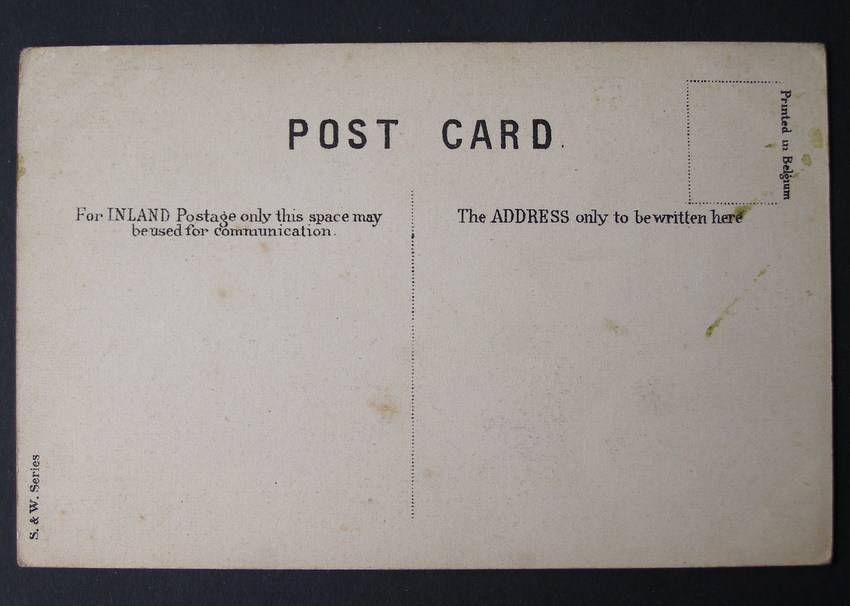 POST CARD.
Printed in Belgium
For INLAND Postage only this space may
be used for communication.
The ADDRESS only to be written here
S. & W. Series